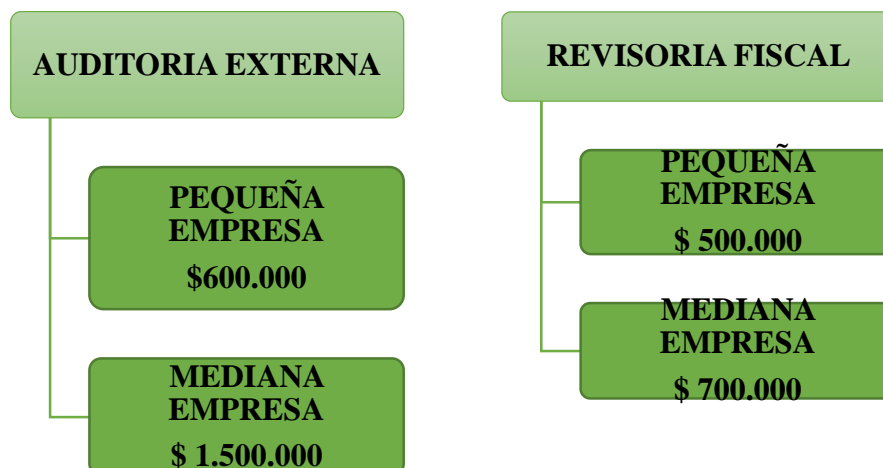 AUDITORIA EXTERNA
PEQUEÑA
EMPRESA
$600.000
MEDIANA
EMPRESA
$ 1.500.000
REVISORIA FISCAL
PEQUEÑA
EMPRESA
$ 500.000
MEDIANA
EMPRESA
$ 700.000